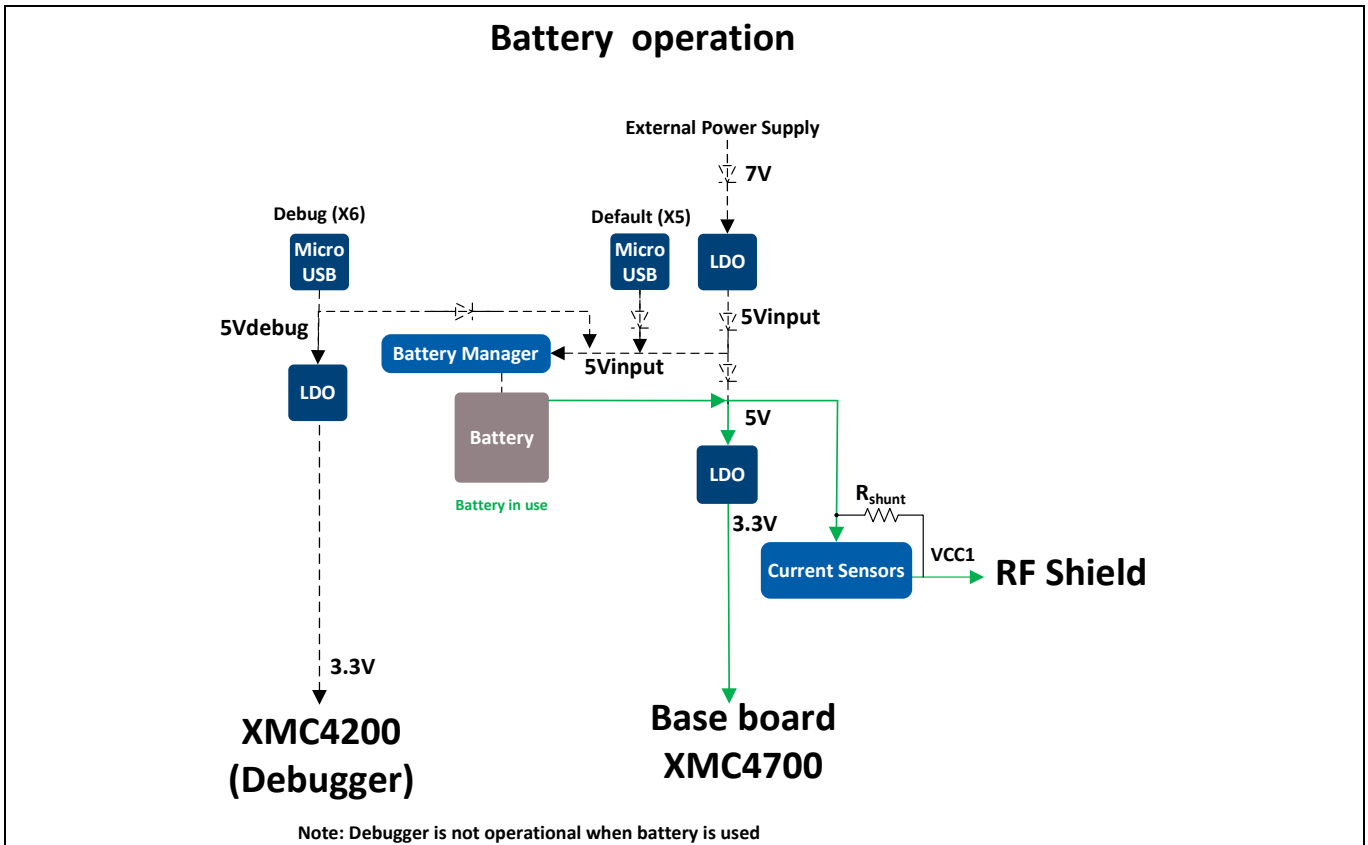 Battery operation
External Power Supply
7V
Debug (X6)
Default (X5)
Micro
USB
Micro
USB
LDO
5Vdebug
5Vinput
Battery Manager
5Vinput
LDO
Battery
5V
LDO
Battery in use
3.3V
Rshunt
Current Sensors
VCC1
RF Shield
3.3V
XMC4200
(Debugger)
Base board
XMC4700
Note: Debugger is not operational when battery is used